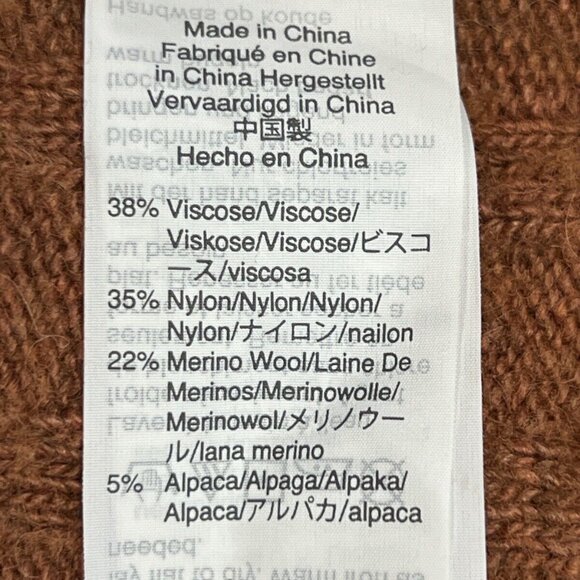 Made in China
Fabriqué en Chine
in China Hergestellt
Vervaardigd in China
中国製
Hecho en China
38% Viscose/Viscose/
Viskose/Viscose/ビスコ
ース/viscosa
35% Nylon/Nylon/Nylon/
Nylon/ナイロン/nailon
22% Merino Wool/Laine De
Merinos/Merinowolle/
Merinowol/メリノウー
ル/lana merino
5% Alpaca/Alpaga/Alpaka/
Alpaca/アルパカ/alpaca